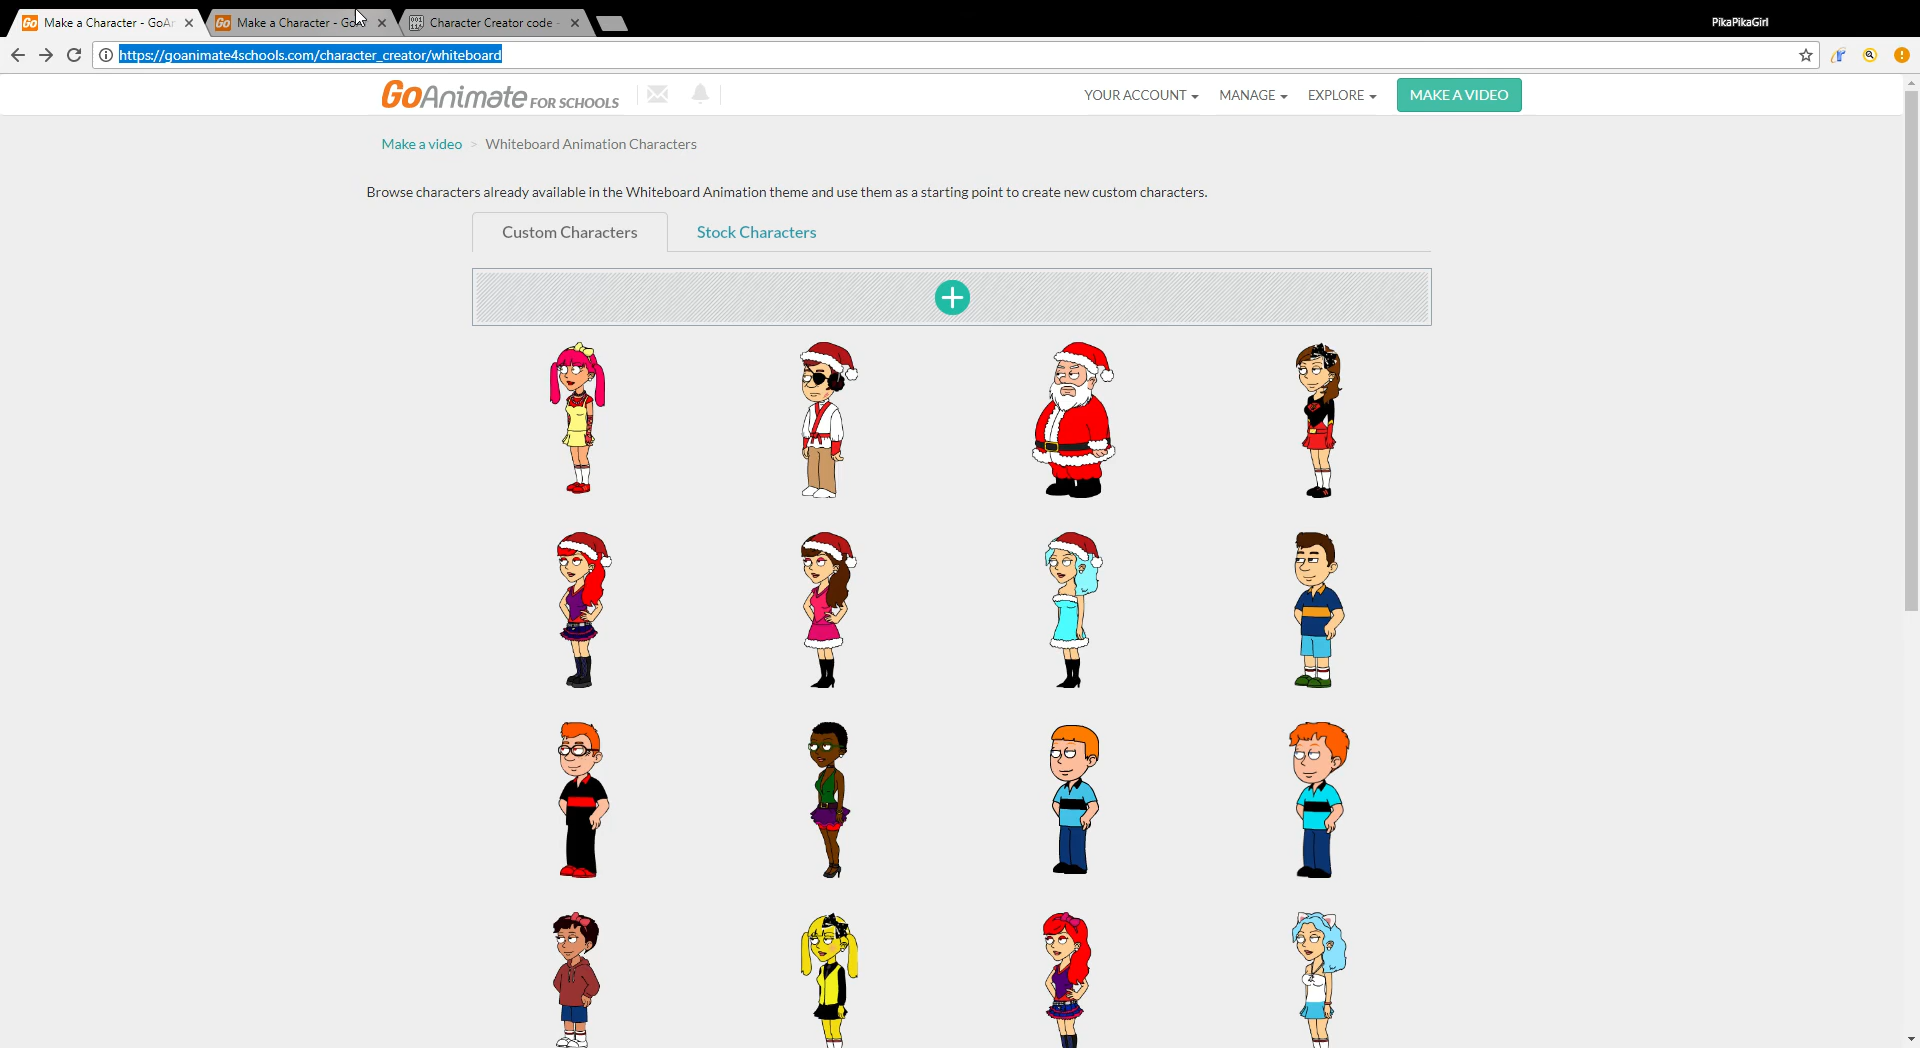 Make a Character - GoAn
Make a Character - GoAn
Character Creator code -
PikaPikaGirl
https://goanimate4schools.com/character_creator/whiteboard
GoAnimate FOR SCHOOLS
YOUR ACCOUNT
MANAGE
EXPLORE
MAKE A VIDEO
Make a video > Whiteboard Animation Characters
Browse characters already available in the Whiteboard Animation theme and use them as a starting point to create new custom characters.
Custom Characters
Stock Characters